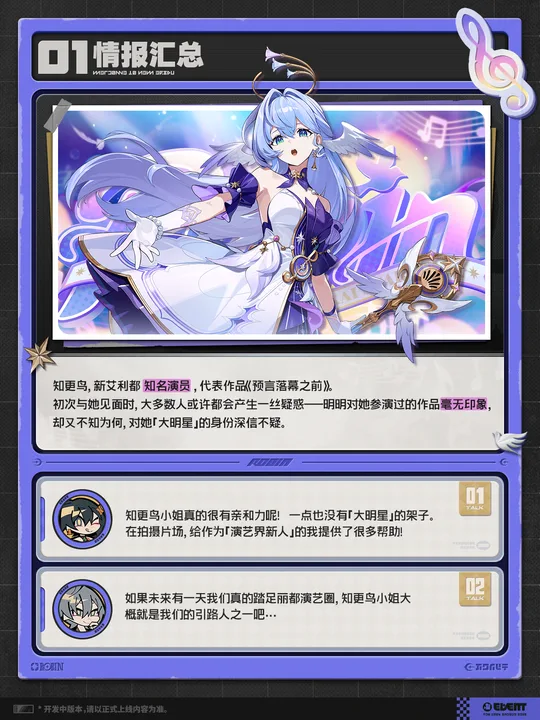 01 情报汇总
知更鸟,新艾利都 知名演员 ,代表作品《预言落幕之前》。
初次与她见面时,大多数人或许都会产生一丝疑惑——明明对她参演过的作品毫无印象,
却又不知为何,对她「大明星」的身份深信不疑。
ROBIN
01
TALK
知更鸟小姐真的很有亲和力呢! 一点也没有「大明星」的架子。
在拍摄片场,给作为「演艺界新人」的我提供了很多帮助!
02
TALK
如果未来有一天我们真的踏足丽都演艺圈,知更鸟小姐大
概就是我们的引路人之一吧…
ROBIN
* 开发中版本,请以正式上线内容为准。
EVENT